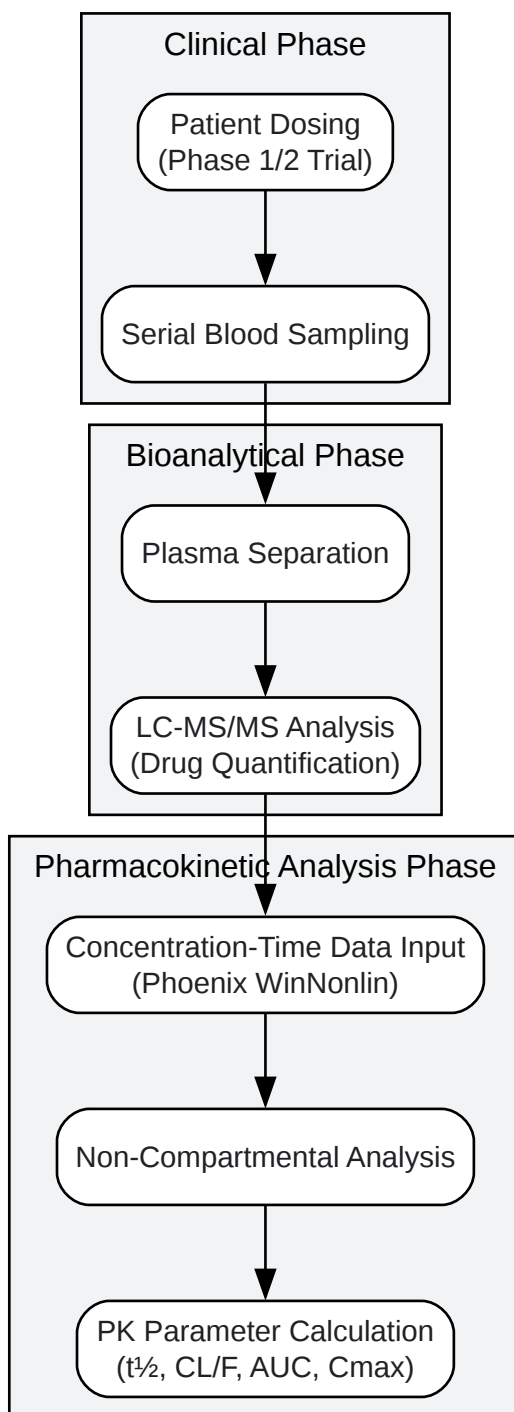 Clinical Phase
Patient Dosing
(Phase 1/2 Trial)
Serial Blood Sampling
Bioanalytical Phase
Plasma Separation
LC-MS/MS Analysis
(Drug Quantification)
Pharmacokinetic Analysis Phase
Concentration-Time Data Input
(Phoenix WinNonlin)
Non-Compartmental Analysis
PK Parameter Calculation
(t½, CL/F, AUC, Cmax)